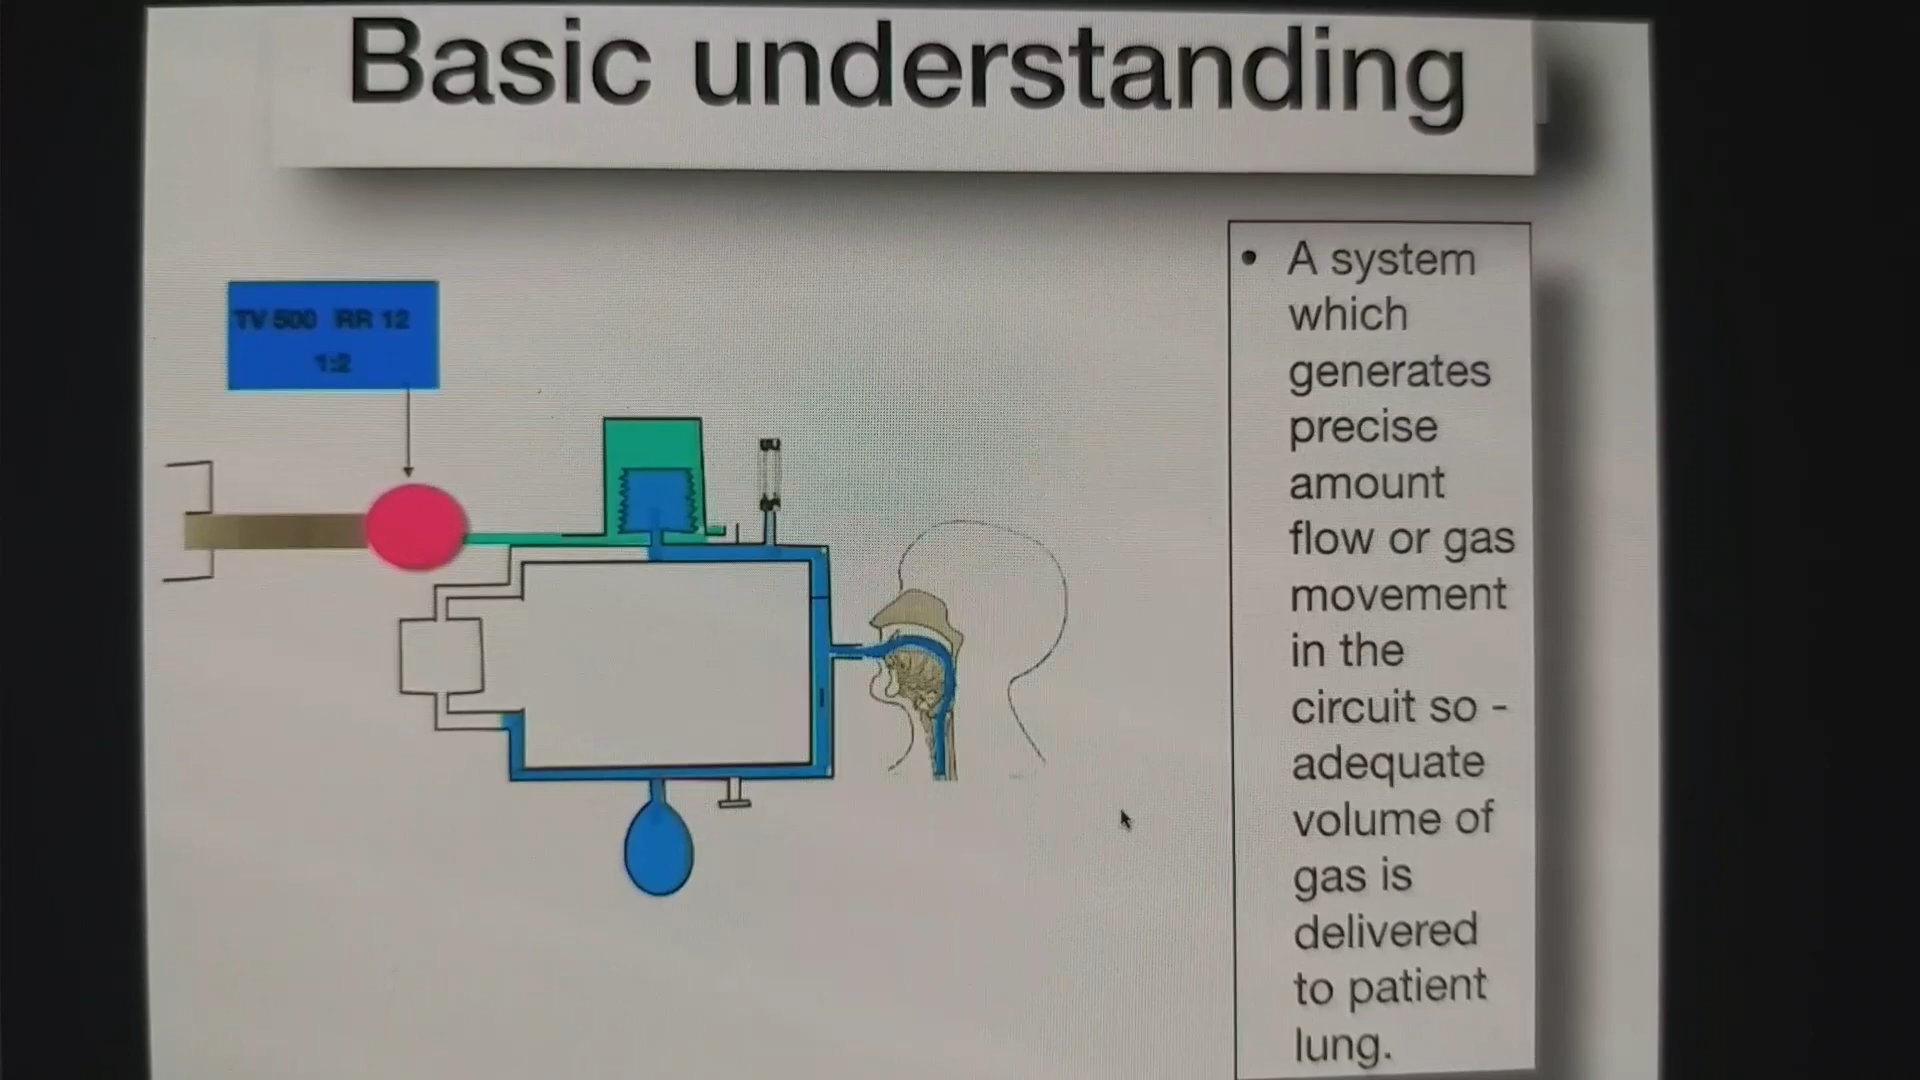 Basic understanding
TV 500 RR 12
1:2
• A system
which
generates
precise
amount
flow or gas
movement
in the
circuit so -
adequate
volume of
gas is
delivered
to patient
lung.